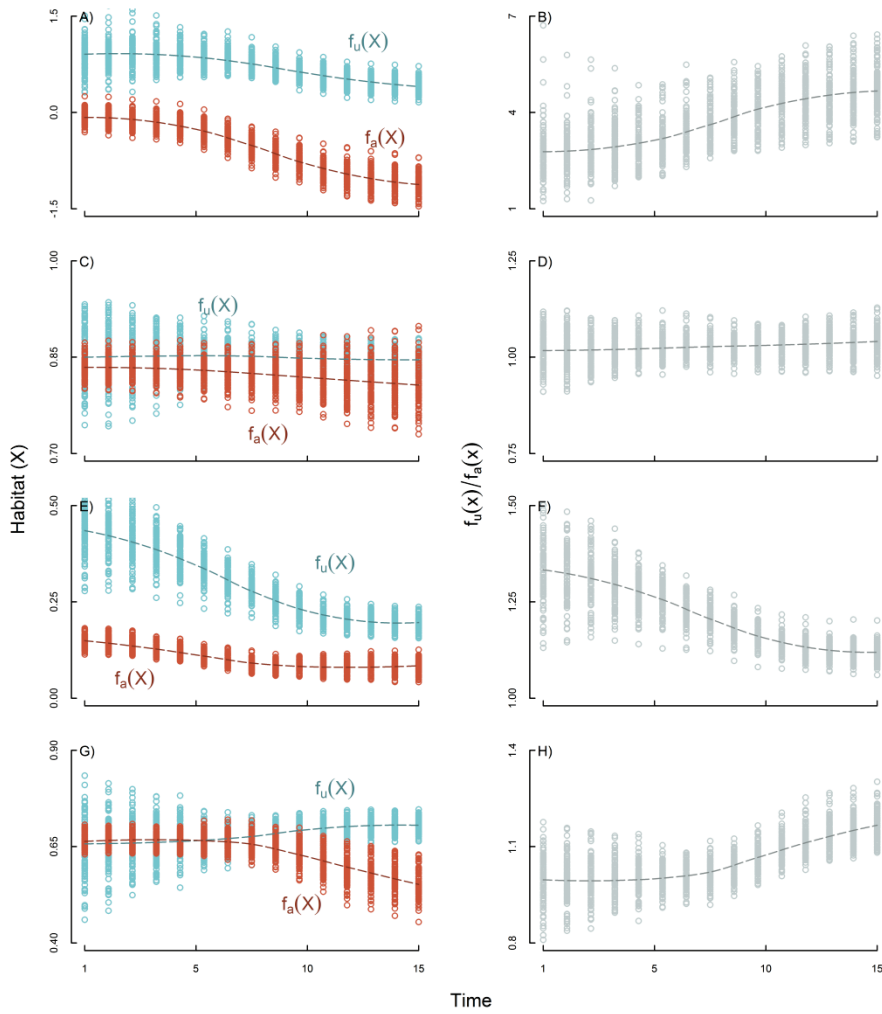 A)
1.5
0.0
-1.5
fu(X)
fa(X)
B)
7
4
1
C)
1.00
0.85
0.70
fu(X)
fa(X)
D)
1.25
1.00
0.75
E)
0.50
0.25
0.00
fu(X)
fa(X)
F)
1.50
1.25
1.00
G)
0.90
0.65
0.40
fu(X)
fa(X)
1 5 10 15
H)
1.4
1.1
0.8
1 5 10 15
Habitat (X)
fu(x)/fa(x)
Time